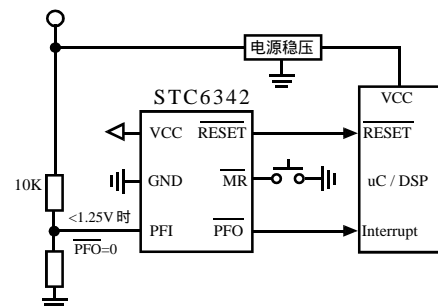 电源稳压
STC6342
VCC
VCC
RESET
RESET
10K
GND
MR
uC / DSP
<1.25V 时
PFI
PFO
Interrupt
PFO=0